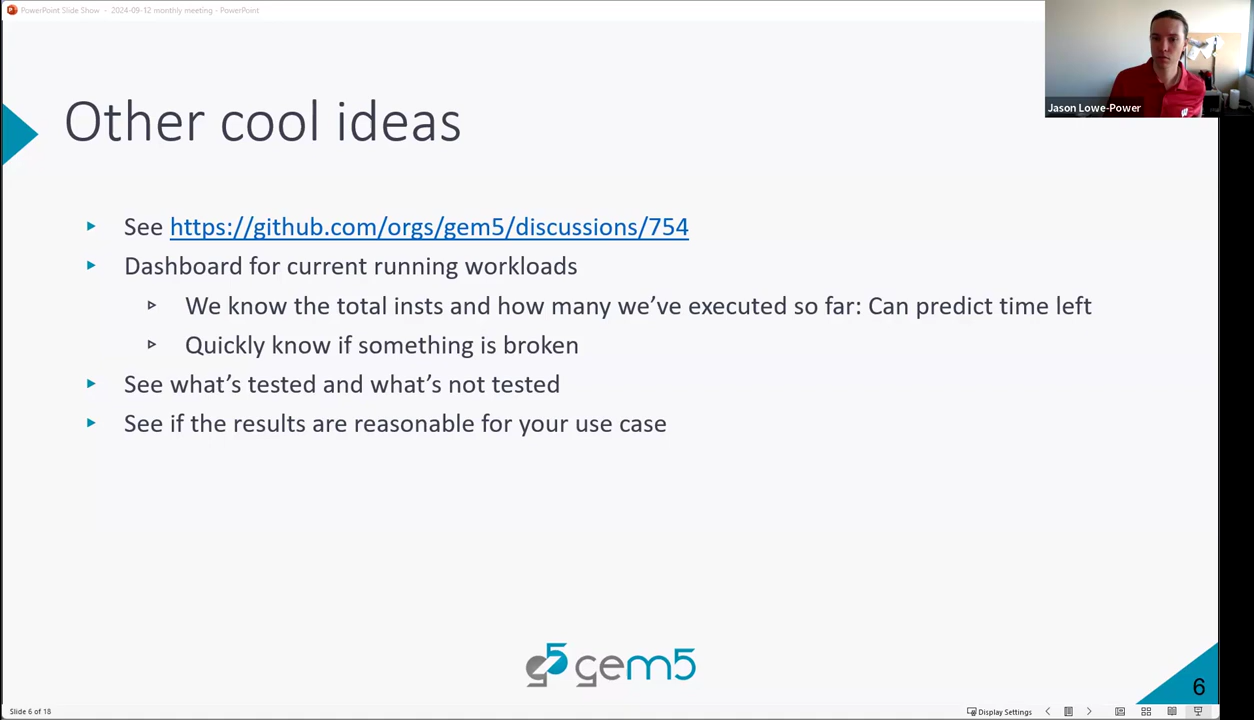 PowerPoint Slide Show - 2024-09-12 monthly meeting - PowerPoint
Jason Lowe-Power
Other cool ideas
See https://github.com/orgs/gem5/discussions/754
Dashboard for current running workloads
We know the total insts and how many we’ve executed so far: Can predict time left
Quickly know if something is broken
See what’s tested and what’s not tested
See if the results are reasonable for your use case
gem5
6
Slide 6 of 18
Display Settings